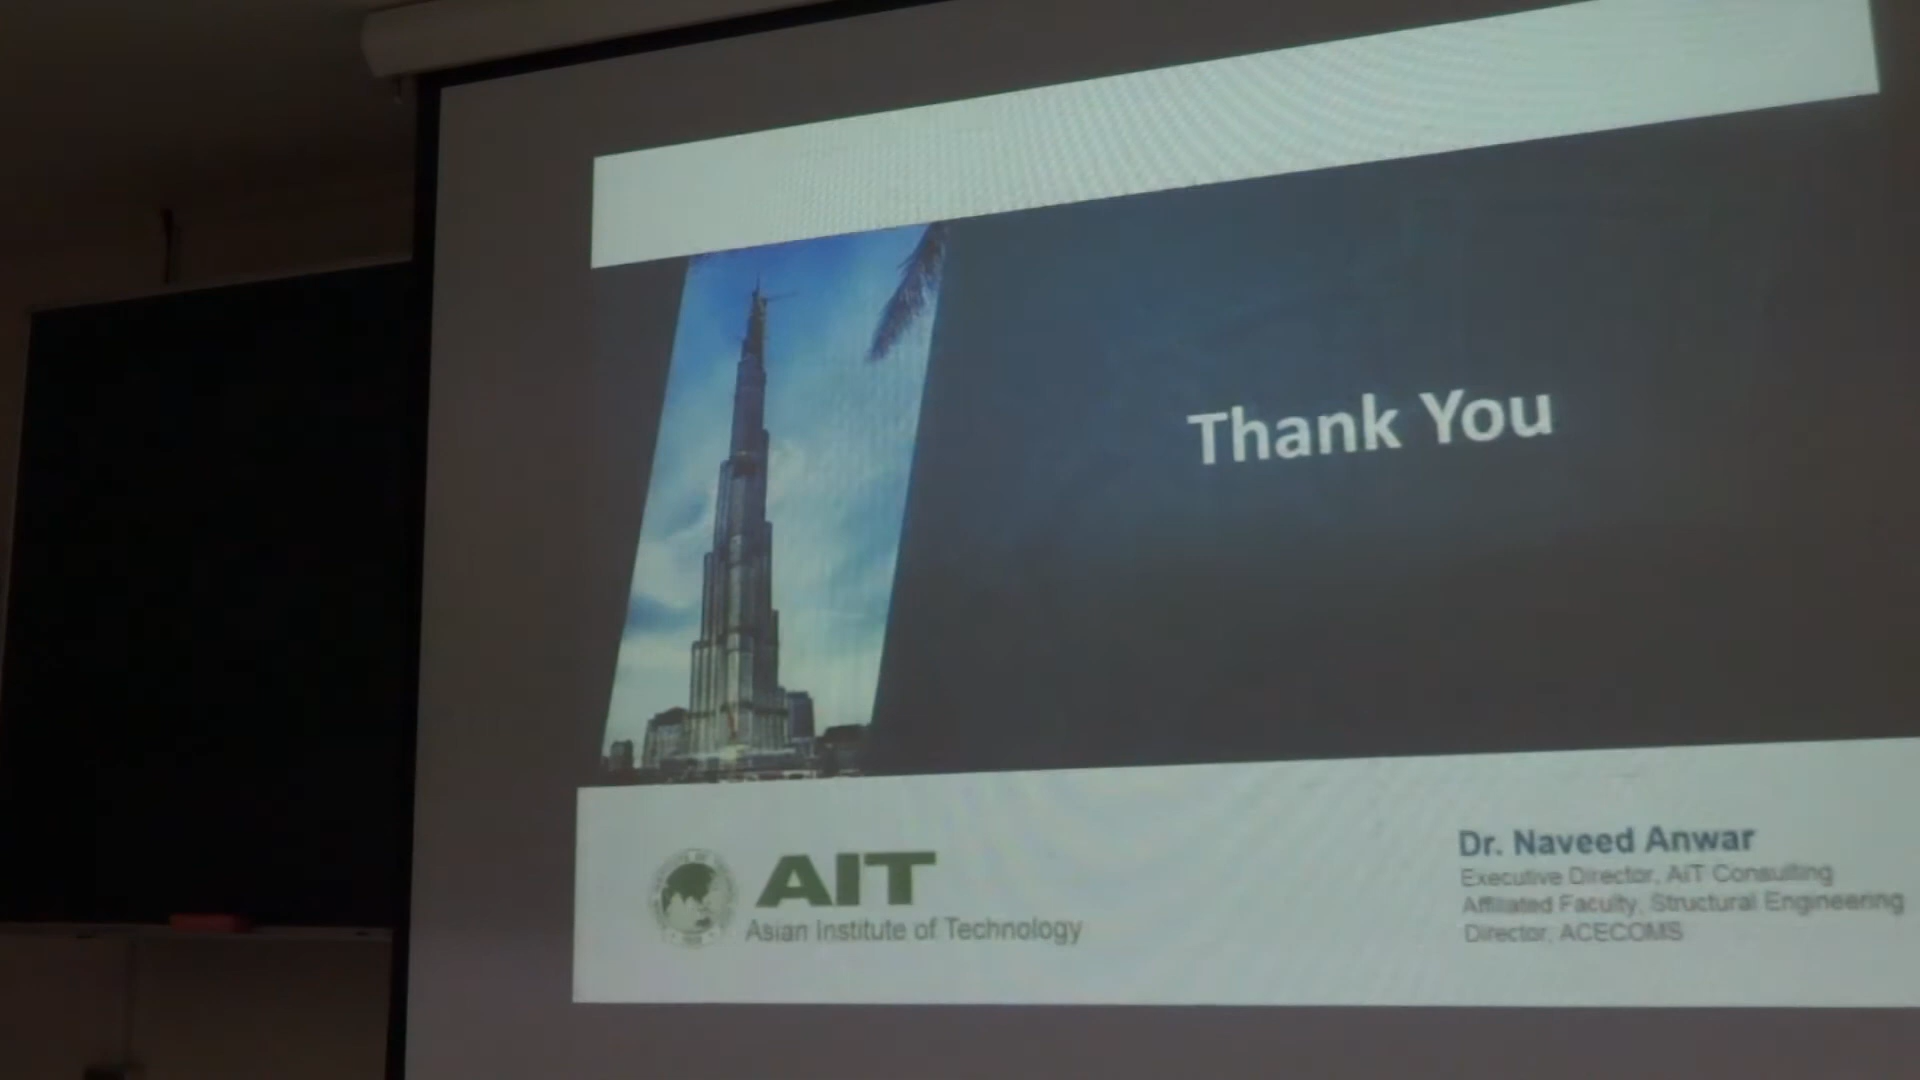 Thank You
AIT
Asian Institute of Technology
Dr. Naveed Anwar
Executive Director, AIT Consulting
Affiliated Faculty, Structural Engineering
Director, ACECOMS